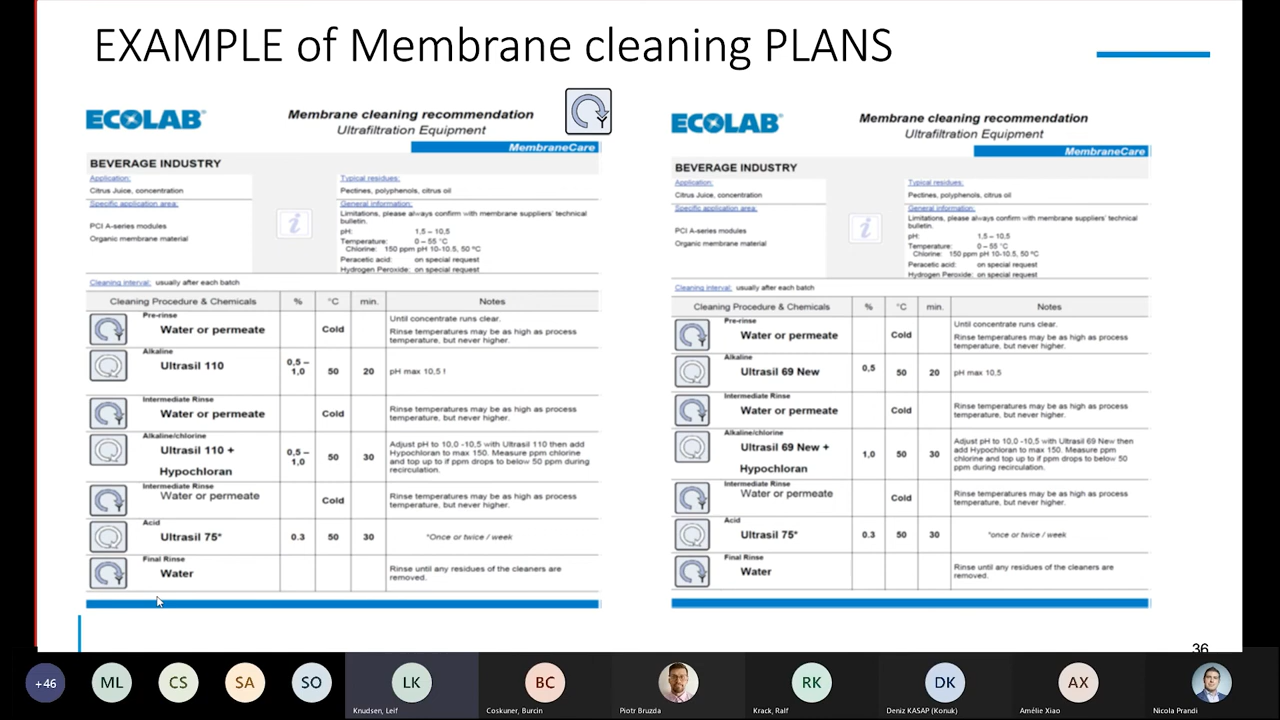 EXAMPLE of Membrane cleaning PLANS
ECOLAB
Membrane cleaning recommendation
Ultrafiltration Equipment
MembraneCare
BEVERAGE INDUSTRY
Application:
Citrus Juice, concentration
Specific application area:
PCI A-series modules
Organic membrane material
i
Typical residues:
Pectines, polyphenols, citrus oil
General information:
Limitations, please always confirm with membrane suppliers' technical
bulletin.
pH: 1,5 – 10,5
Temperature: 0 – 55 °C
Chlorine: 150 ppm pH 10-10.5, 50 ºC
Peracetic acid: on special request
Hydrogen Peroxide: on special request
Cleaning interval: usually after each batch
Cleaning Procedure & Chemicals % °C min. Notes
Pre-rinse
Water or permeate Cold
Until concentrate runs clear.
Rinse temperatures may be as high as process
temperature, but never higher.
Alkaline
Ultrasil 110 0,5 –
1,0 50 20 pH max 10,5 !
Intermediate Rinse
Water or permeate Cold
Rinse temperatures may be as high as process
temperature, but never higher.
Alkaline/chlorine
Ultrasil 110 +
Hypochloran
0,5 –
1,0 50 30
Adjust pH to 10,0 -10,5 with Ultrasil 110 then add
Hypochloran to max 150. Measure ppm chlorine
and top up to if ppm drops to below 50 ppm during
recirculation.
Intermediate Rinse
Water or permeate Cold
Rinse temperatures may be as high as process
temperature, but never higher.
Acid
Ultrasil 75* 0.3 50 30 *Once or twice / week
Final Rinse
Water
Rinse until any residues of the cleaners are
removed.
ECOLAB
Membrane cleaning recommendation
Ultrafiltration Equipment
MembraneCare
BEVERAGE INDUSTRY
Application:
Citrus Juice, concentration
Specific application area:
PCI A-series modules
Organic membrane material
i
Typical residues:
Pectines, polyphenols, citrus oil
General information:
Limitations, please always confirm with membrane suppliers' technical
bulletin.
pH: 1,5 – 10,5
Temperature: 0 – 55 °C
Chlorine: 150 ppm pH 10-10.5, 50 ºC
Peracetic acid: on special request
Hydrogen Peroxide: on special request
Cleaning interval: usually after each batch
Cleaning Procedure & Chemicals % °C min. Notes
Pre-rinse
Water or permeate Cold
Until concentrate runs clear.
Rinse temperatures may be as high as process
temperature, but never higher.
Alkaline
Ultrasil 69 New 0,5 50 20 pH max 10,5
Intermediate Rinse
Water or permeate Cold
Rinse temperatures may be as high as process
temperature, but never higher.
Alkaline/chlorine
Ultrasil 69 New +
Hypochloran
1,0 50 30
Adjust pH to 10,0 -10,5 with Ultrasil 69 New then
add Hypochloran to max 150. Measure ppm
chlorine and top up to if ppm drops to below 50
ppm during recirculation.
Intermediate Rinse
Water or permeate Cold
Rinse temperatures may be as high as process
temperature, but never higher.
Acid
Ultrasil 75* 0.3 50 30 *once or twice / week
Final Rinse
Water
Rinse until any residues of the cleaners are
removed.
36
+46 ML CS SA SO LK BC RK DK AX
Knudsen, Leif Coskuner, Burcin Piotr Bruzda Krack, Ralf Deniz KASAP (Konuk) Amélie Xiao Nicola Prandi